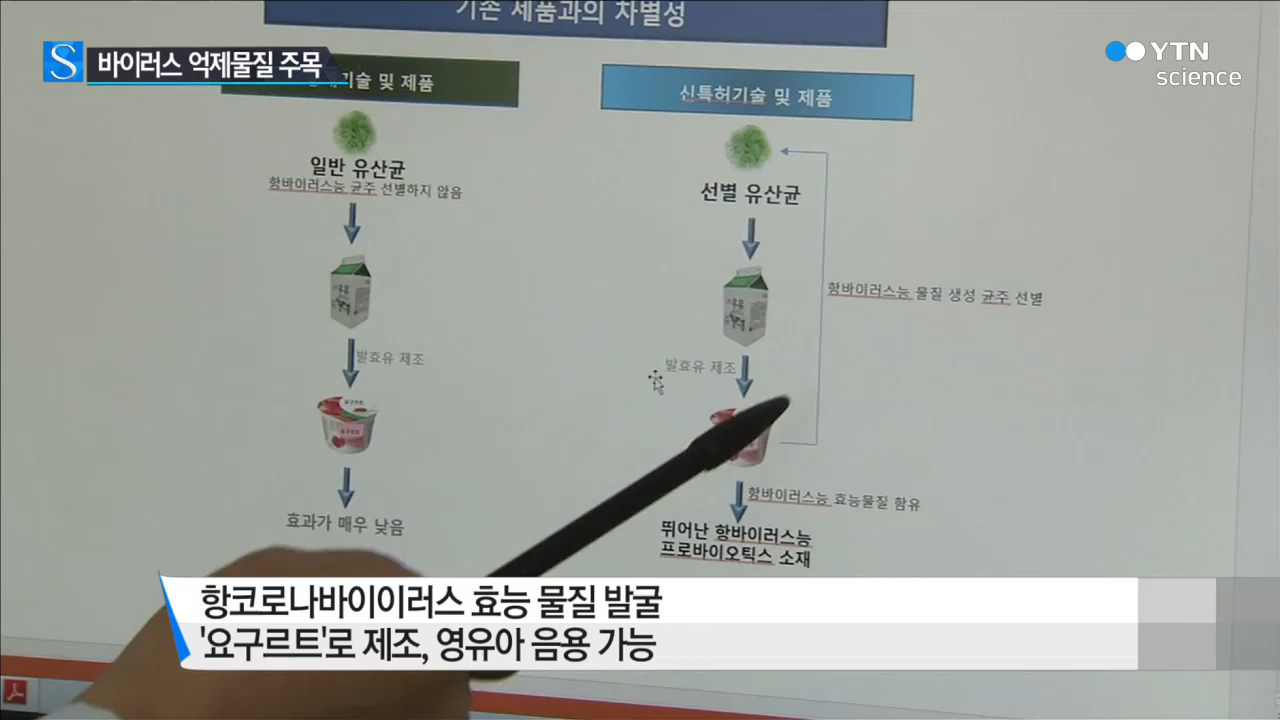 기존 제품과의 차별성
S 바이러스 억제물질 주목
YTN
science
기술 및 제품
일반 유산균
항바이러스능 균주 선별하지 않음
발효유 제조
효과가 매우 낮음
신특허기술 및 제품
선별 유산균
항바이러스능 물질 생성 균주 선별
발효유 제조
항바이러스능 효능물질 함유
뛰어난 항바이러스능
프로바이오틱스 소재
항코로나바이이러스 효능 물질 발굴
'요구르트'로 제조, 영유아 음용 가능